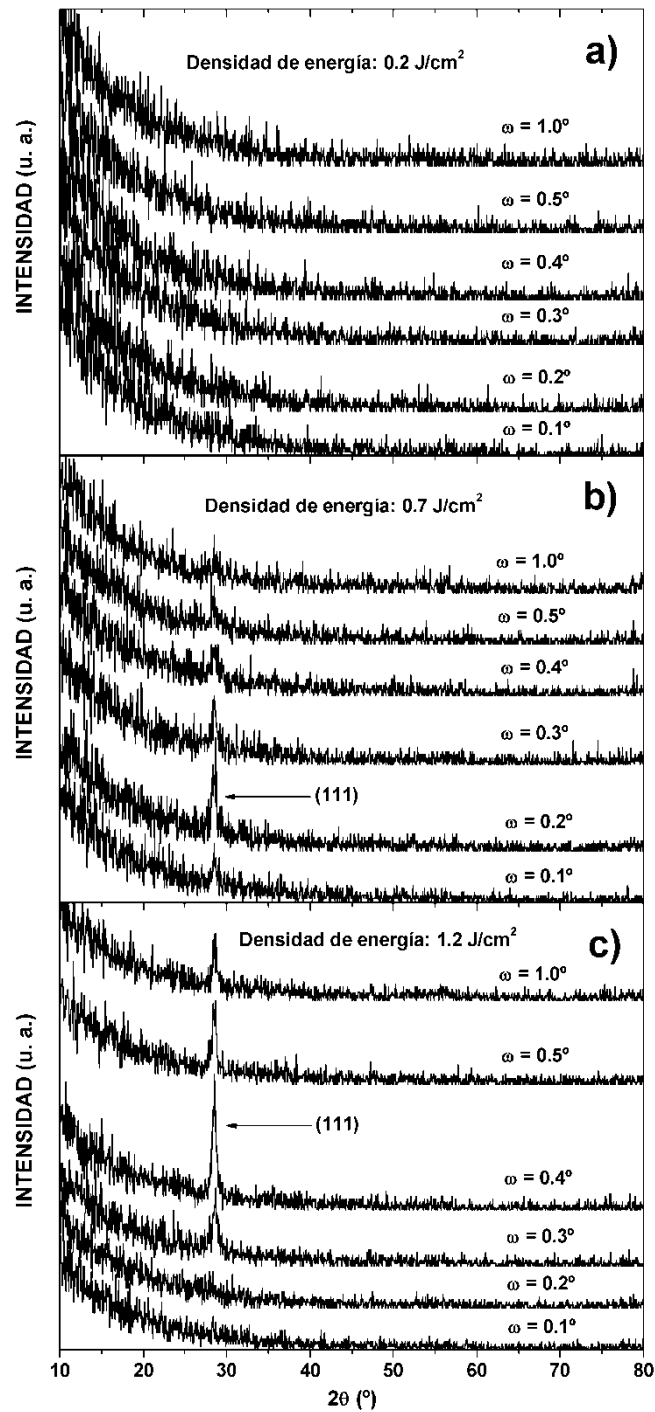 a)
Densidad de energía: 0.2 J/cm²
INTENSIDAD (u. a.)
ω = 1.0º
ω = 0.5º
ω = 0.4º
ω = 0.3º
ω = 0.2º
ω = 0.1º
b)
Densidad de energía: 0.7 J/cm²
INTENSIDAD (u. a.)
ω = 1.0º
ω = 0.5º
ω = 0.4º
ω = 0.3º
(111)
ω = 0.2º
ω = 0.1º
c)
Densidad de energía: 1.2 J/cm²
INTENSIDAD (u. a.)
ω = 1.0º
ω = 0.5º
(111)
ω = 0.4º
ω = 0.3º
ω = 0.2º
ω = 0.1º
10 20 30 40 50 60 70 80
2θ (º)